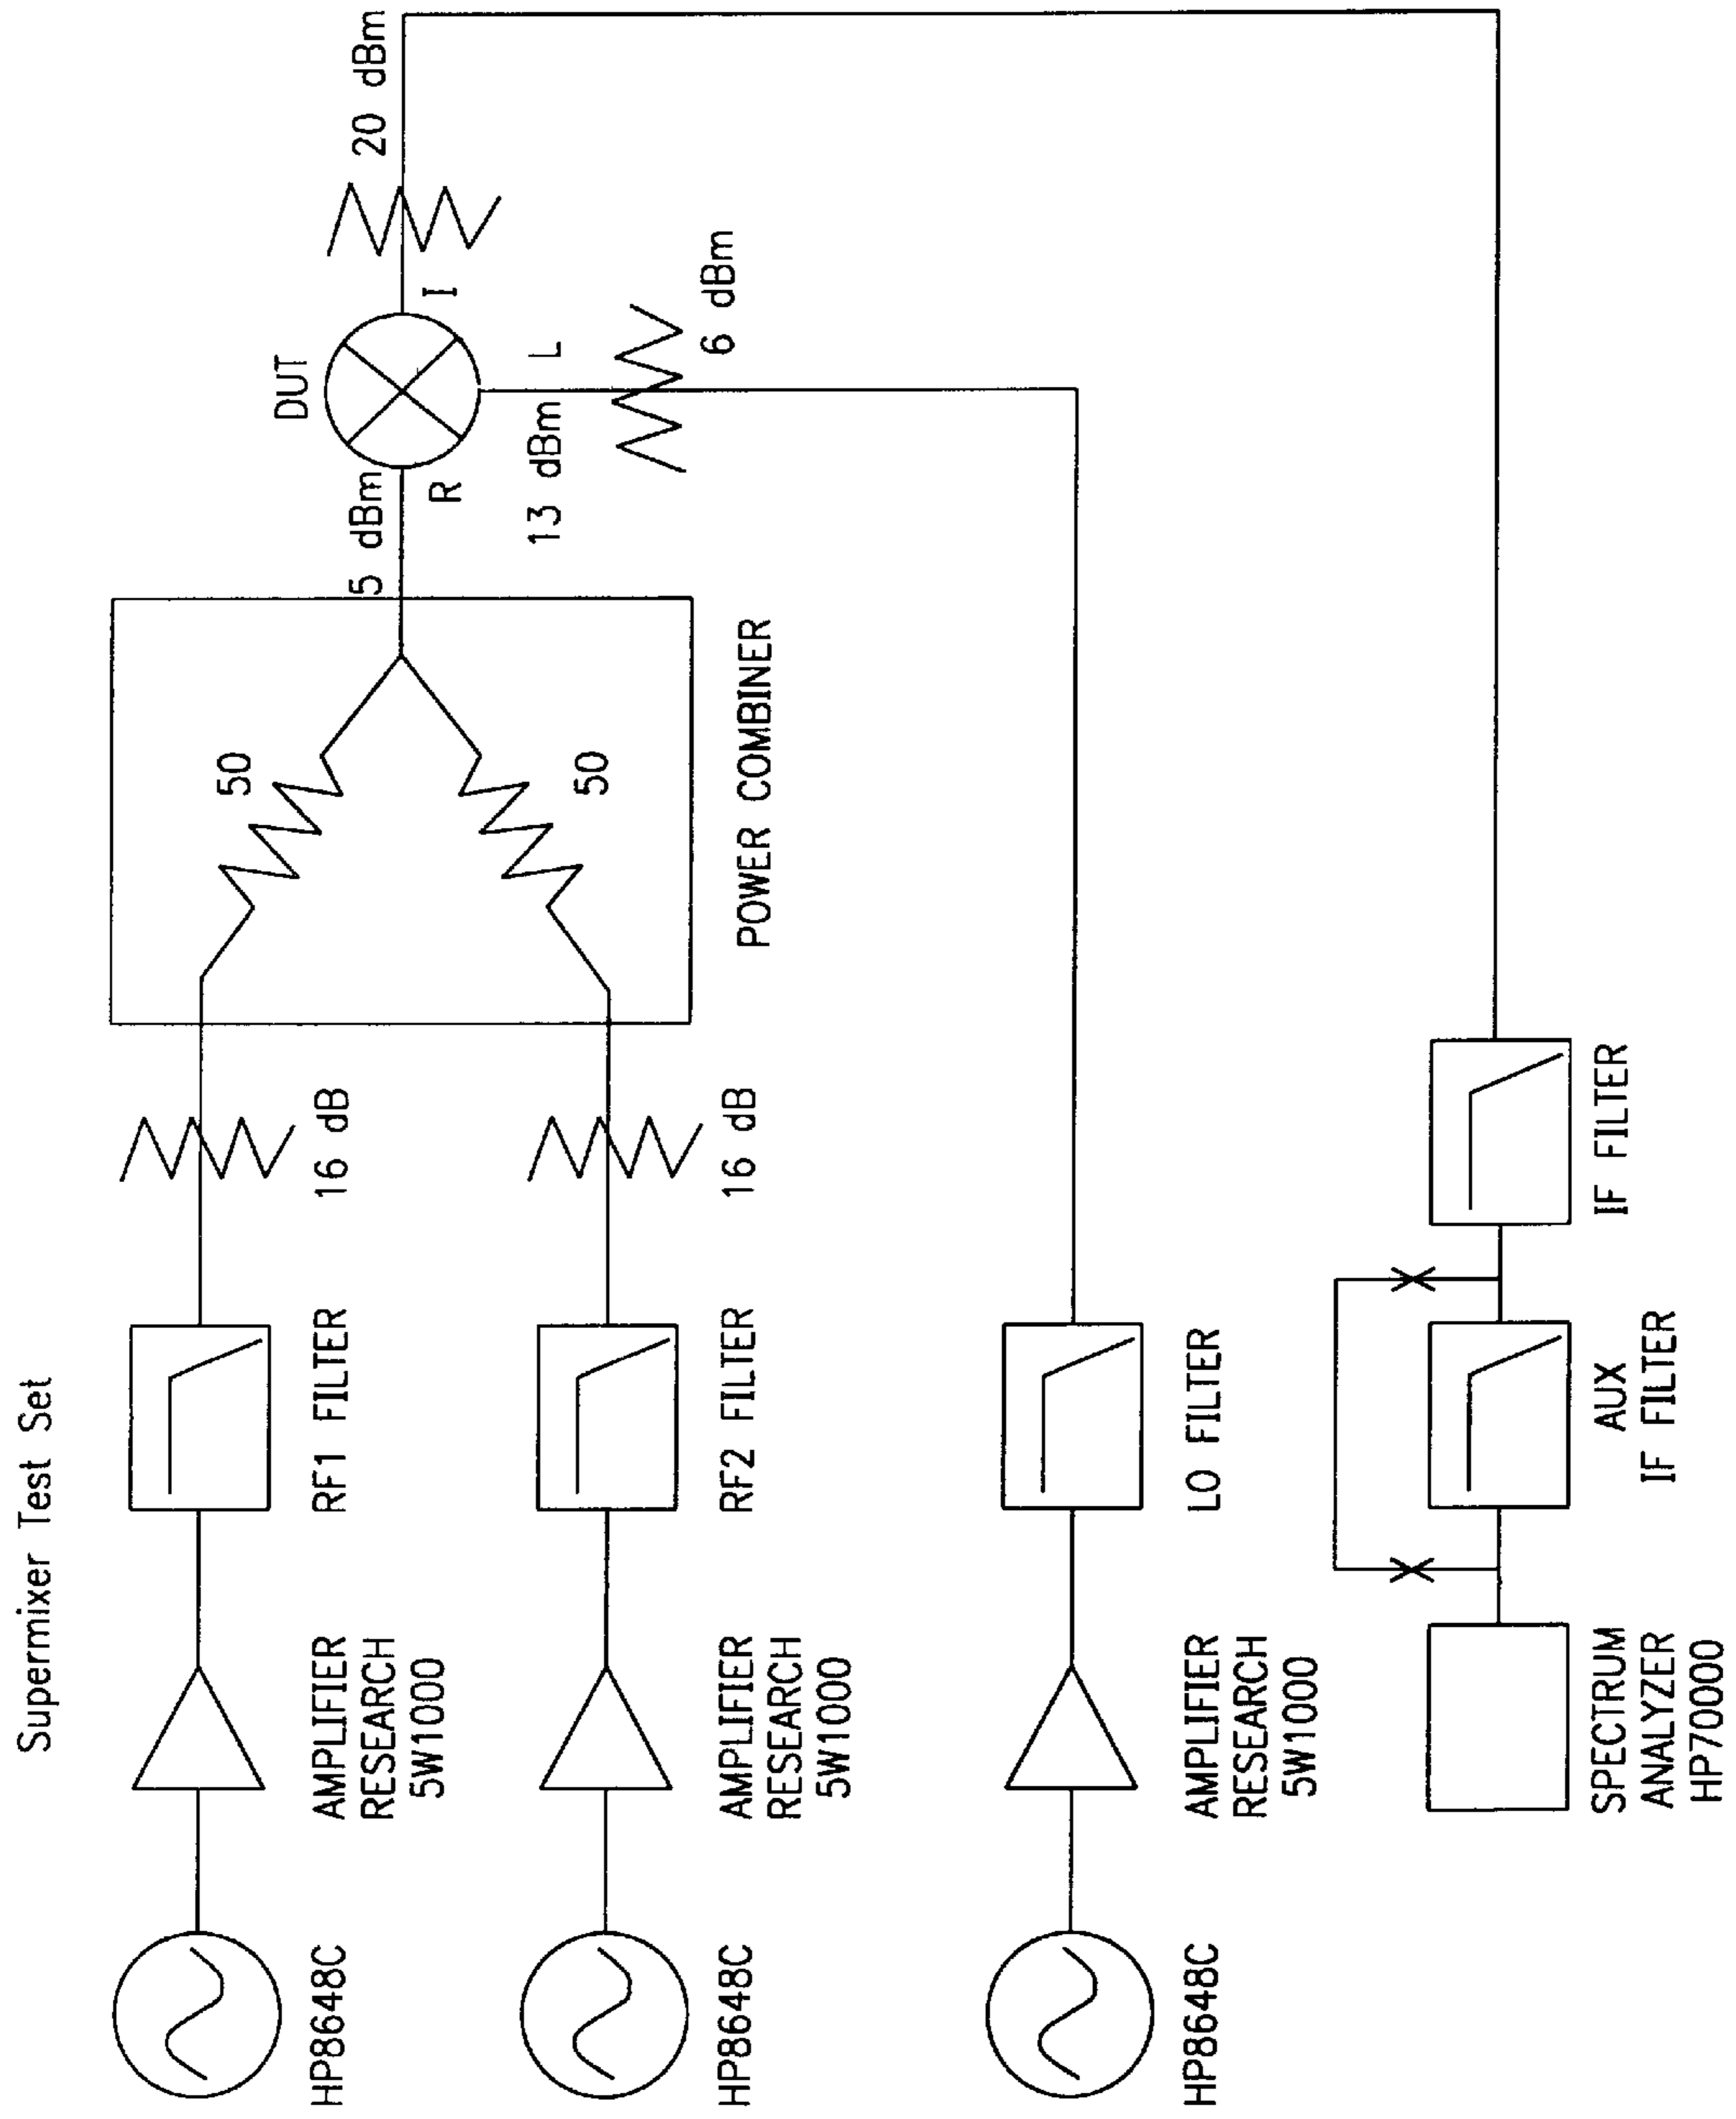 Supermixer Test Set
HP8648C
AMPLIFIER
RESEARCH
5W1000
RF1 FILTER
16 dB
50
50
POWER COMBINER
5 dBm
R
DUT
I
20 dBm
13 dBm
L
6 dBm
HP8648C
AMPLIFIER
RESEARCH
5W1000
RF2 FILTER
16 dB
HP8648C
AMPLIFIER
RESEARCH
5W1000
LO FILTER
SPECTRUM
ANALYZER
HP70000
AUX
IF FILTER
IF FILTER